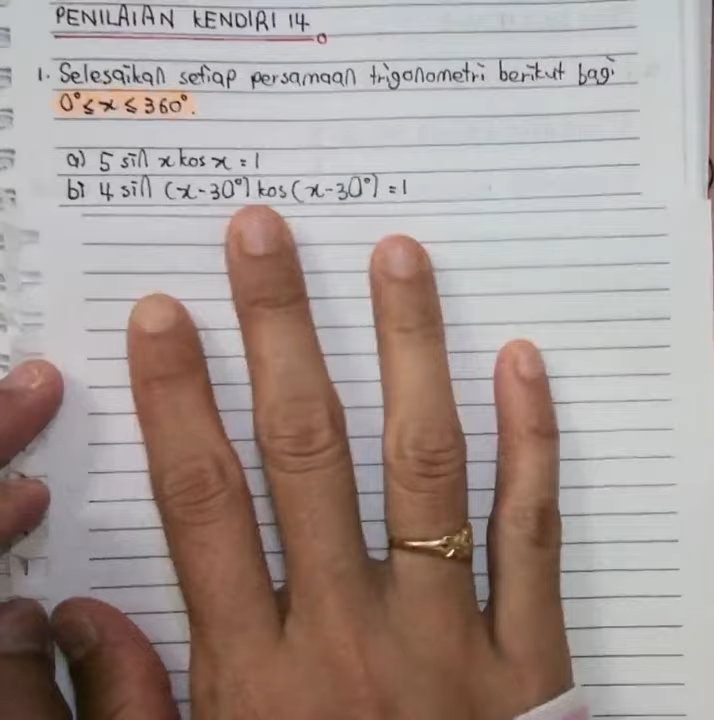 PENILAIAN KENDIRI 14
1. Selesaikan setiap persamaan trigonometri berikut bagi
0° ≤ x ≤ 360°.
a) 5 sin x kos x = 1
b) 4 sin (x-30°) kos (x-30°) = 1